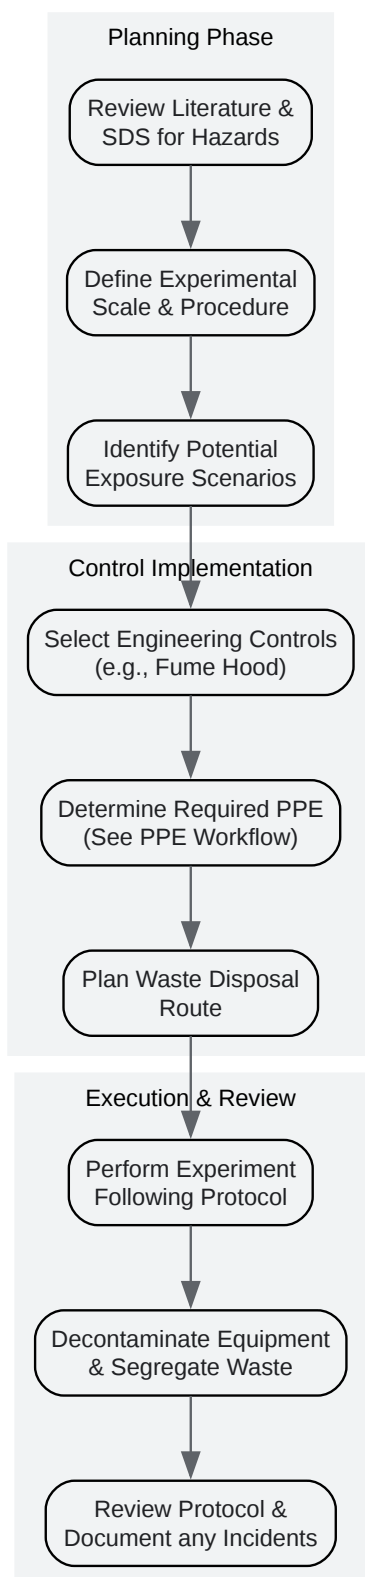 Planning Phase
Review Literature &
SDS for Hazards
Define Experimental
Scale & Procedure
Identify Potential
Exposure Scenarios
Control Implementation
Select Engineering Controls
(e.g., Fume Hood)
Determine Required PPE
(See PPE Workflow)
Plan Waste Disposal
Route
Execution & Review
Perform Experiment
Following Protocol
Decontaminate Equipment
& Segregate Waste
Review Protocol &
Document any Incidents